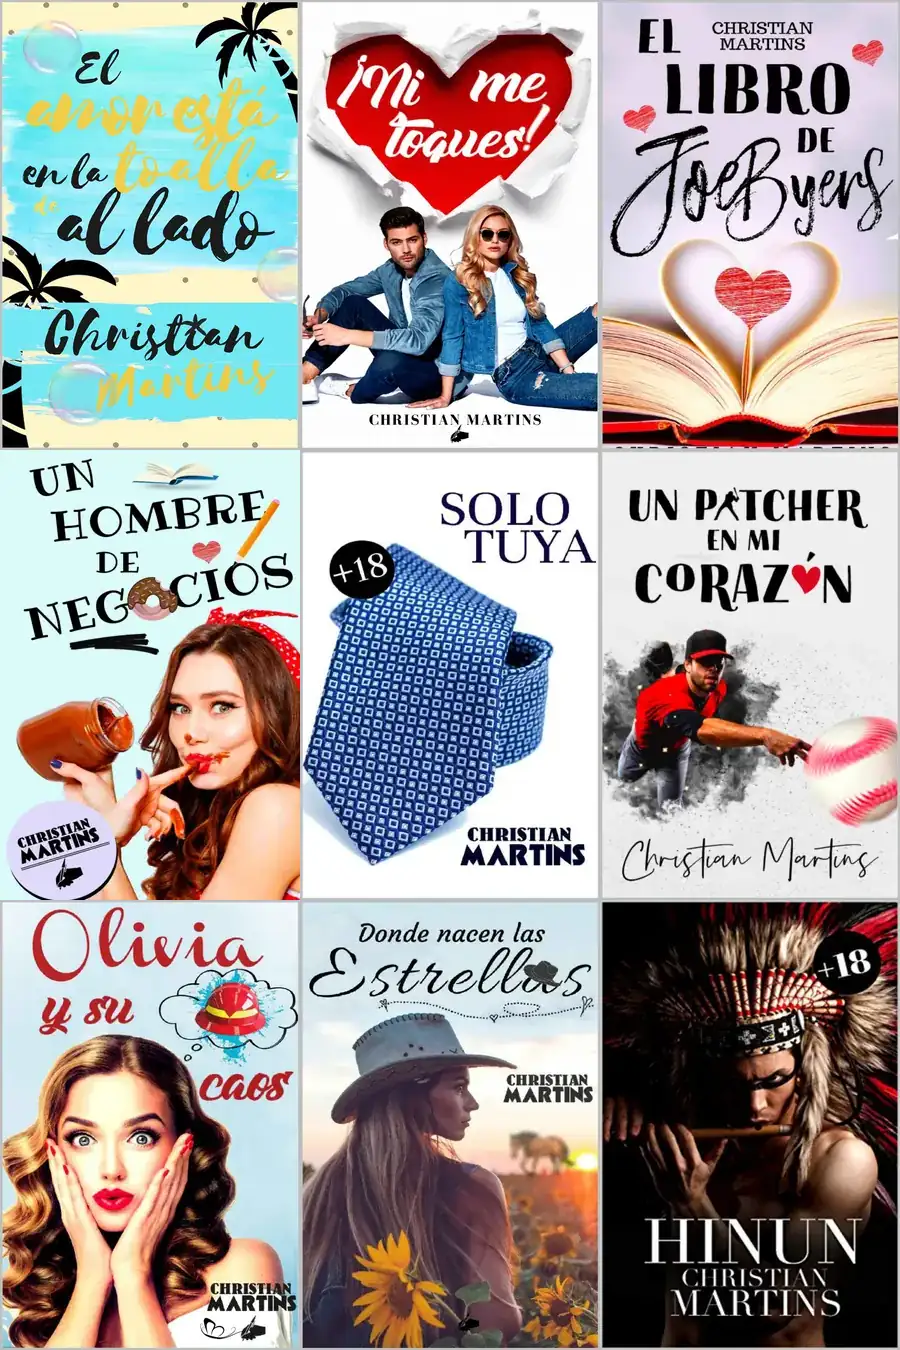 El
amor está
en la toalla
de
al lado
Christian
Martins
¡Ni me
toques!
CHRISTIAN MARTINS
CHRISTIAN
MARTINS
EL
LIBRO
DE
JoeByers
UN
HOMBRE
DE
NEGOCIOS
CHRISTIAN
MARTINS
SOLO
TUYA
+18
CHRISTIAN
MARTINS
UN PITCHER
EN MI
CORAZÓN
Christian Martins
Olivia
y su
caos
CHRISTIAN
MARTINS
Donde nacen las
Estrellas
CHRISTIAN
MARTINS
+18
HINUN
CHRISTIAN
MARTINS